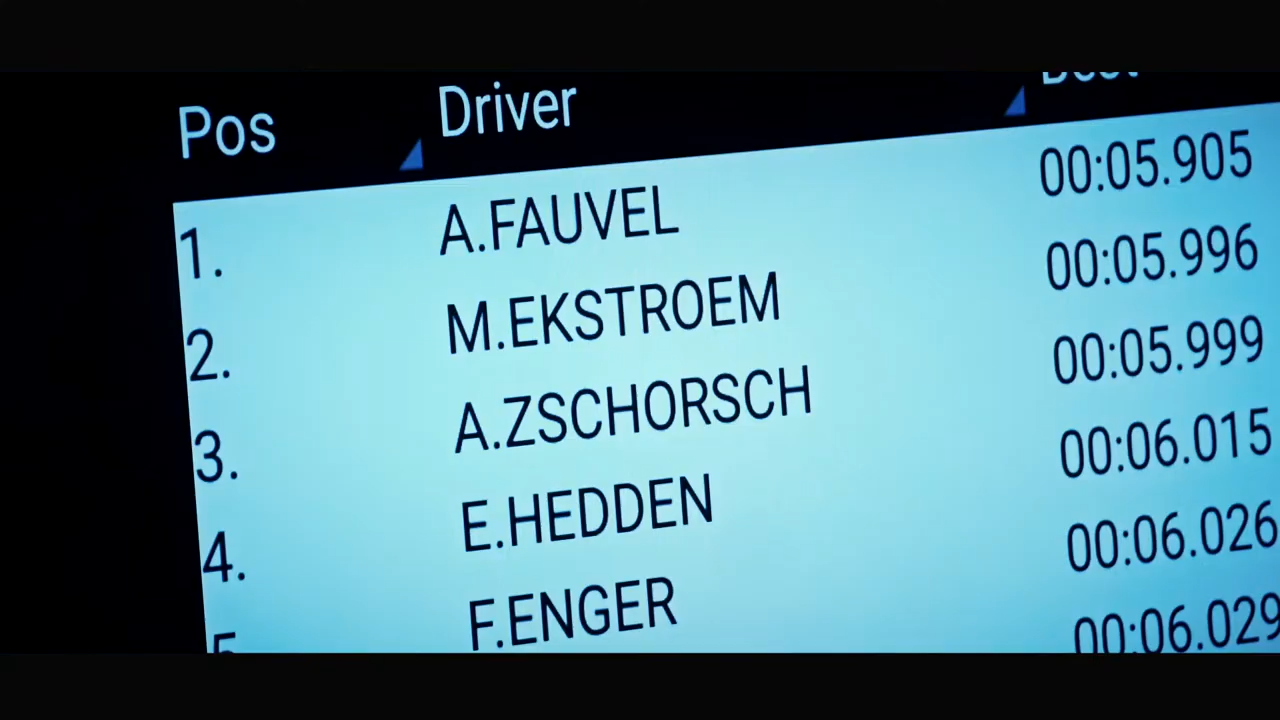 Pos Driver
1. A.FAUVEL 00:05.905
2. M.EKSTROEM 00:05.996
3. A.ZSCHORSCH 00:05.999
4. E.HEDDEN 00:06.015
5. F.ENGER 00:06.026
00:06.029